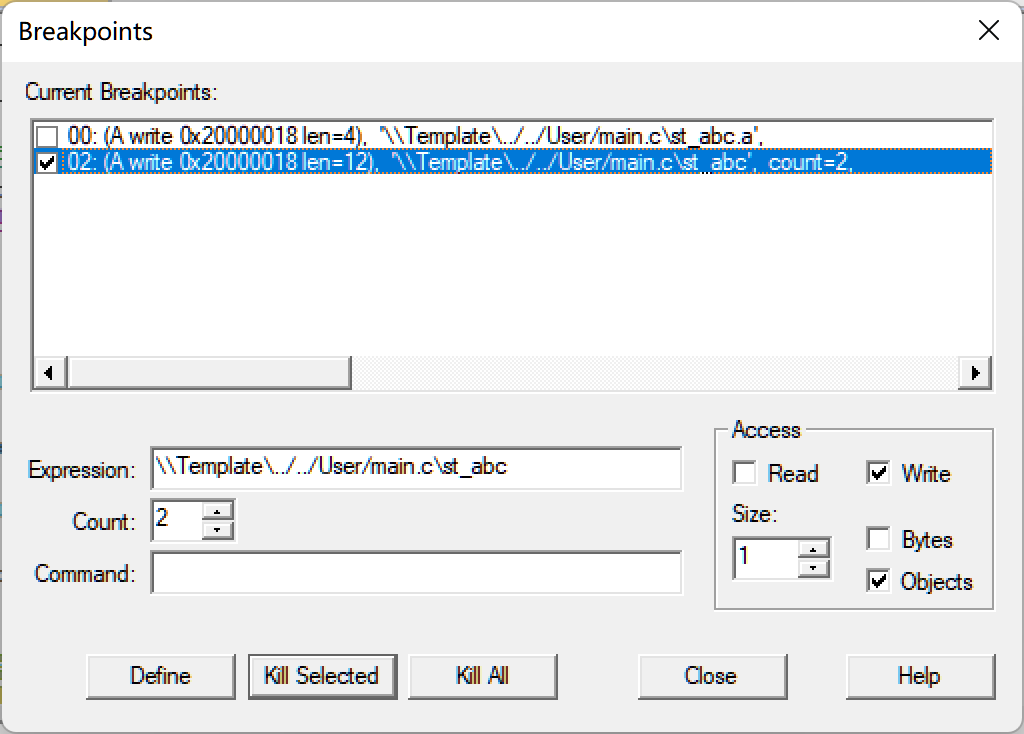 Breakpoints
Current Breakpoints:
00: (A write 0x20000018 len=4),  '\\Template\../../User/main.c\st_abc.a',
02: (A write 0x20000018 len=12),  '\\Template\../../User/main.c\st_abc',  count=2,
Expression: \\Template\../../User/main.c\st_abc
Count: 2
Command:
Access
Read Write
Size:
1
Bytes
Objects
Define Kill Selected Kill All Close Help